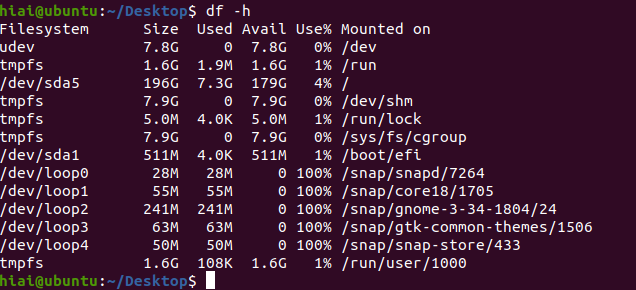 hiai@ubuntu:~/Desktop$ df -h
Filesystem      Size  Used Avail Use% Mounted on
udev            7.8G     0  7.8G   0% /dev
tmpfs           1.6G  1.9M  1.6G   1% /run
/dev/sda5       196G  7.3G  179G   4% /
tmpfs           7.9G     0  7.9G   0% /dev/shm
tmpfs           5.0M  4.0K  5.0M   1% /run/lock
tmpfs           7.9G     0  7.9G   0% /sys/fs/cgroup
/dev/sda1       511M  4.0K  511M   1% /boot/efi
/dev/loop0       28M   28M     0 100% /snap/snapd/7264
/dev/loop1       55M   55M     0 100% /snap/core18/1705
/dev/loop2      241M  241M     0 100% /snap/gnome-3-34-1804/24
/dev/loop3       63M   63M     0 100% /snap/gtk-common-themes/1506
/dev/loop4       50M   50M     0 100% /snap/snap-store/433
tmpfs           1.6G  108K  1.6G   1% /run/user/1000
hiai@ubuntu:~/Desktop$